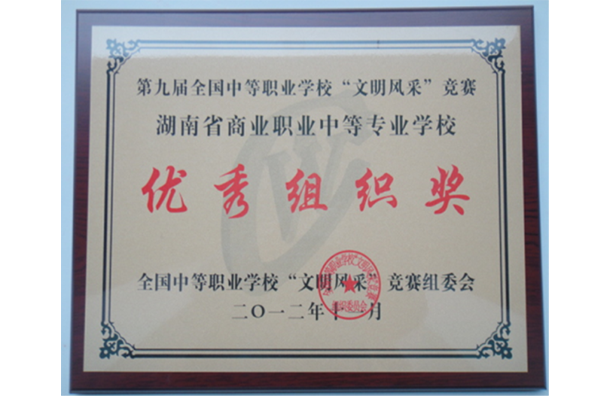 第九届全国中等职业学校“文明风采”竞赛
湖南省商业职业中等专业学校
优秀组织奖
全国中等职业学校“文明风采”竞赛组委会
二〇一二年十一月